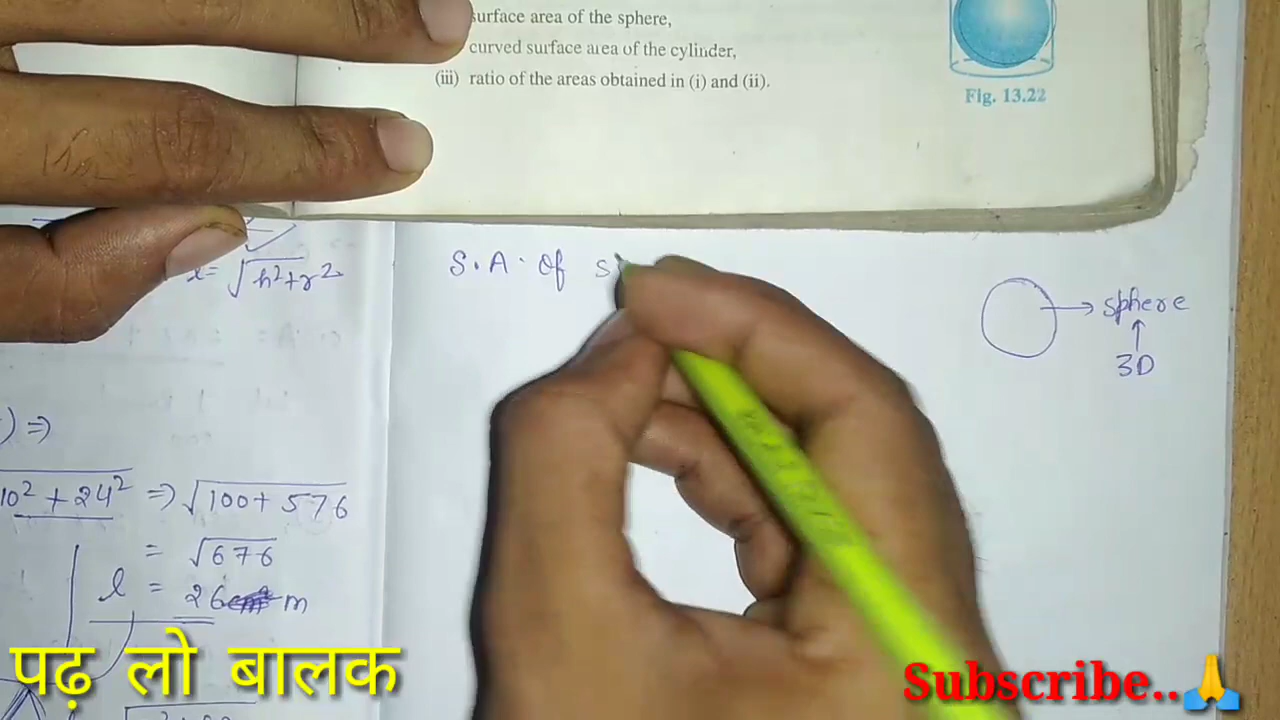 surface area of the sphere,
curved surface area of the cylinder,
(iii) ratio of the areas obtained in (i) and (ii).
Fig. 13.22
l = √h²+r²
S.A. of s
sphere
3D
) ⇒
10² + 24² ⇒ √100 + 576
= √676
l = 26 m
पढ़ लो बालक
Subscribe..🙏